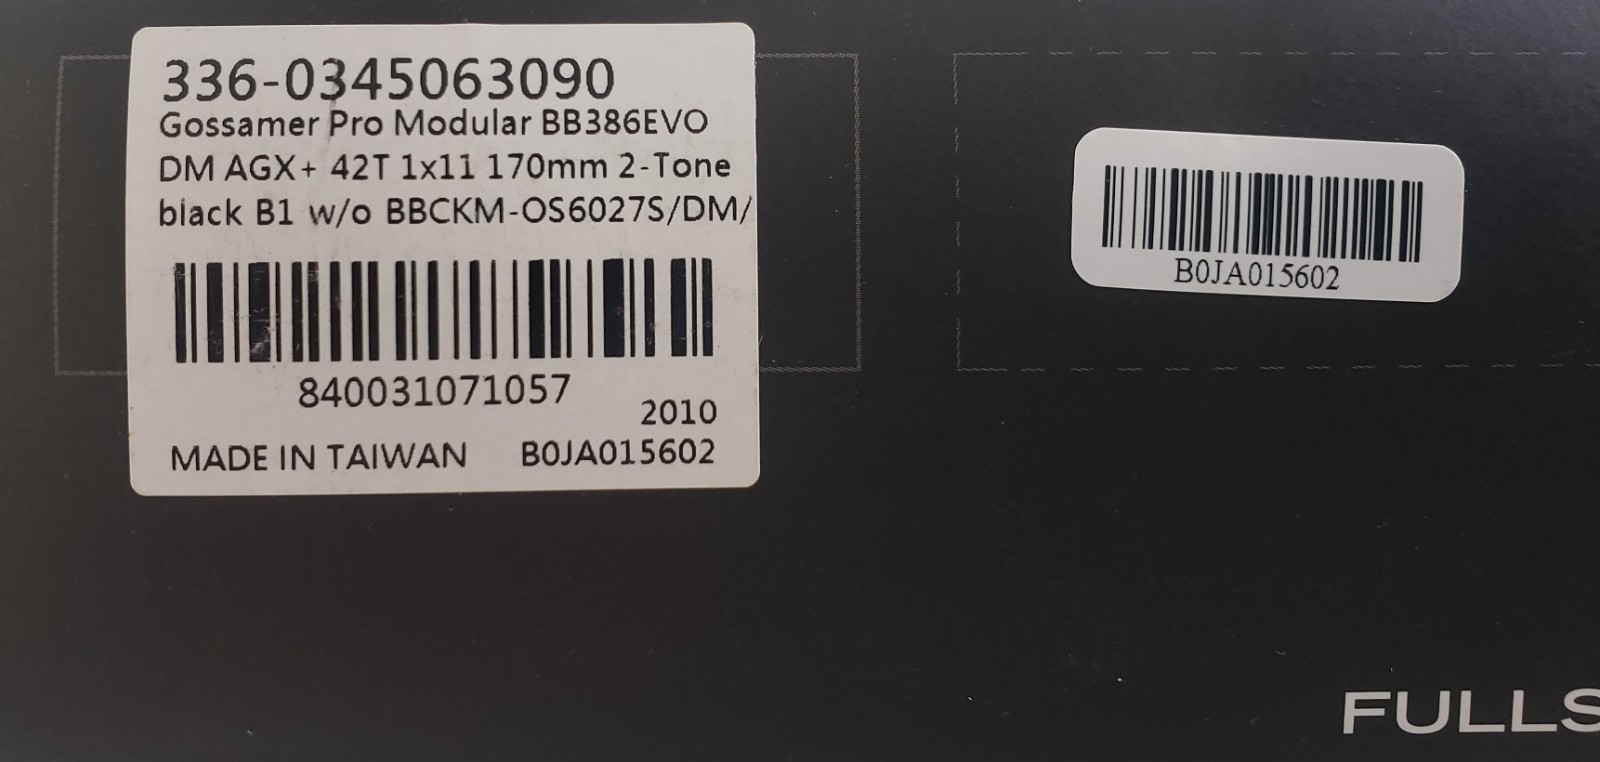 336-0345063090
Gossamer Pro Modular BB386EVO
DM AGX+ 42T 1x11 170mm 2-Tone
black B1 w/o BBCKM-OS6027S/DM/
840031071057
2010
MADE IN TAIWAN B0JA015602
B0JA015602
FULLS